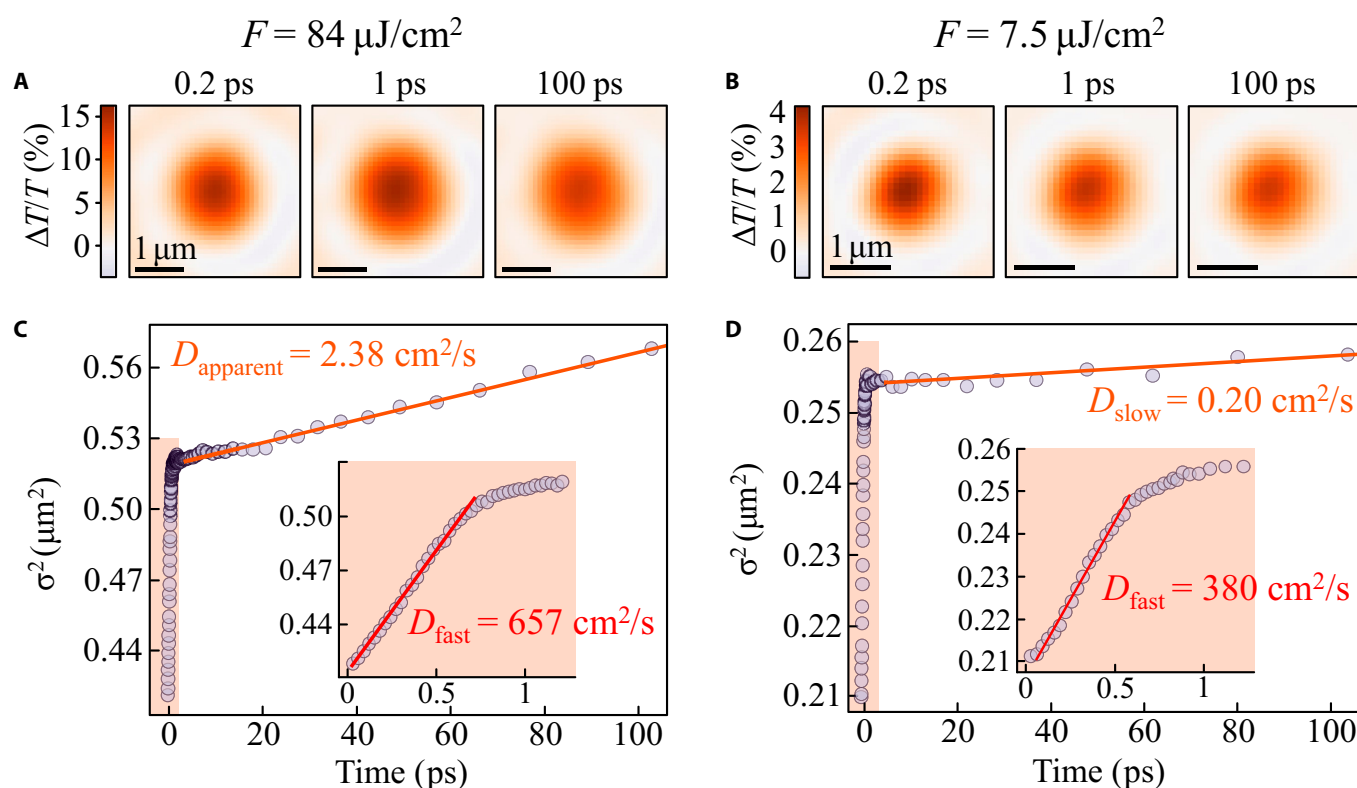 F = 84 μJ/cm²
F = 7.5 μJ/cm²
A
0.2 ps
1 ps
100 ps
15
10
5
0
ΔT/T (%)
1 μm
B
0.2 ps
1 ps
100 ps
4
3
2
1
0
ΔT/T (%)
1 μm
C
D_apparent = 2.38 cm²/s
0.56
0.53
0.50
0.47
0.44
σ² (μm²)
0.50
0.47
0.44
D_fast = 657 cm²/s
0
0.5
1
0
20
40
60
80
100
Time (ps)
D
0.26
0.25
0.24
0.23
0.22
0.21
σ² (μm²)
D_slow = 0.20 cm²/s
0.26
0.25
0.24
0.23
0.22
0.21
D_fast = 380 cm²/s
0
0.5
1
0
20
40
60
80
100
Time (ps)